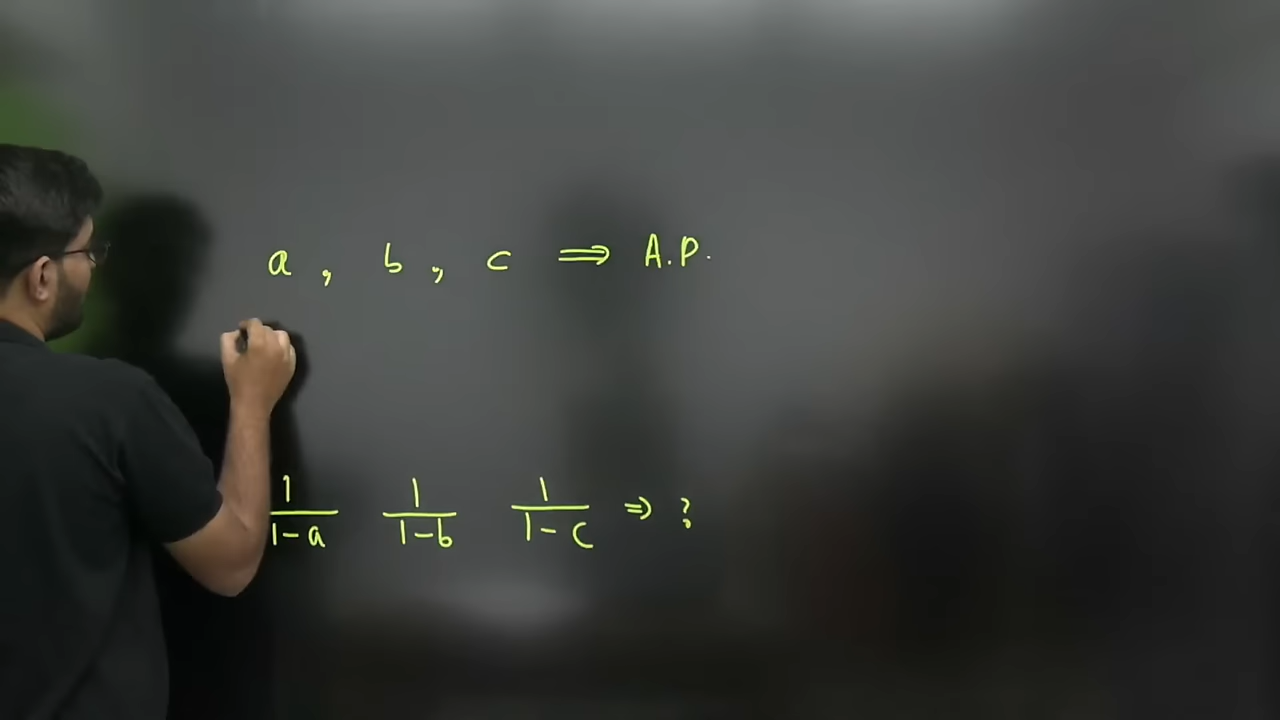 a , b , c ⟹ A.P.
1/(1-a) 1/(1-b) 1/(1-c) ⇒ ?